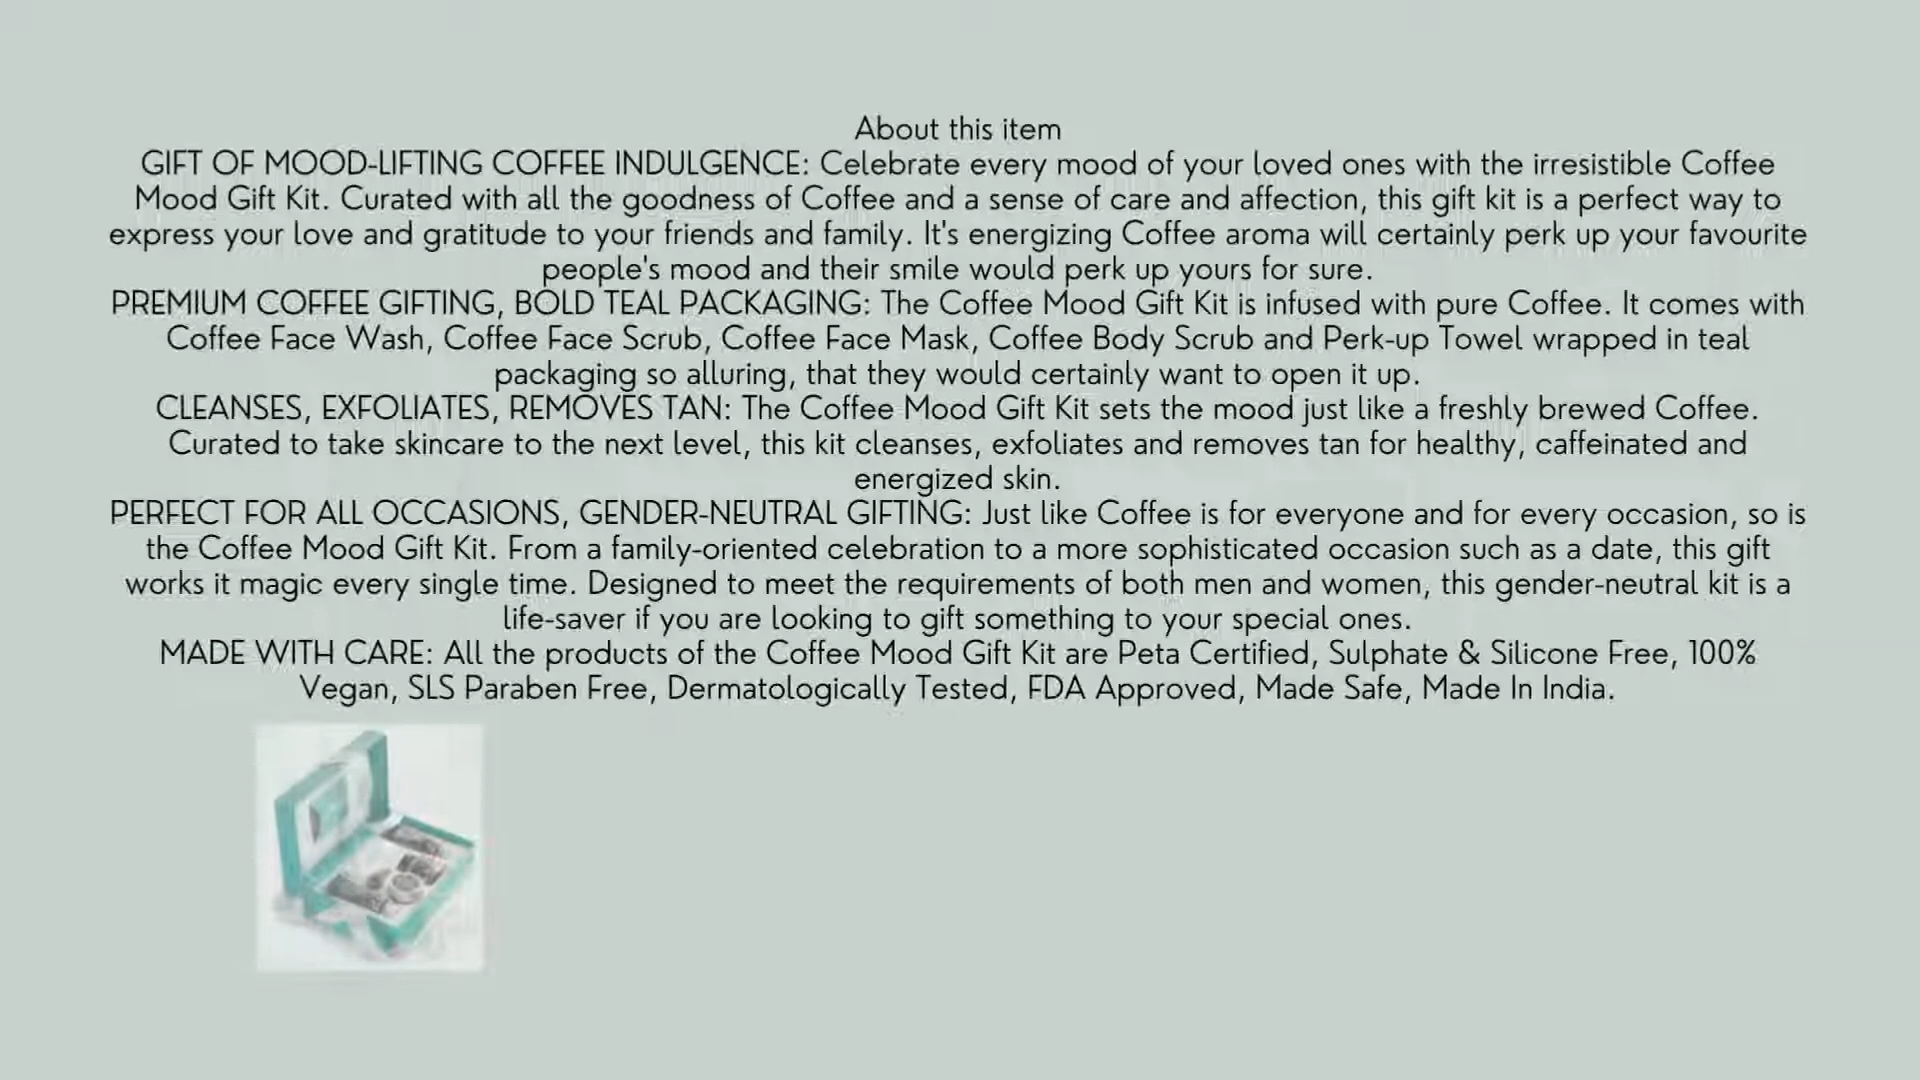 About this item
GIFT OF MOOD-LIFTING COFFEE INDULGENCE: Celebrate every mood of your loved ones with the irresistible Coffee
Mood Gift Kit. Curated with all the goodness of Coffee and a sense of care and affection, this gift kit is a perfect way to
express your love and gratitude to your friends and family. It's energizing Coffee aroma will certainly perk up your favourite
people's mood and their smile would perk up yours for sure.
PREMIUM COFFEE GIFTING, BOLD TEAL PACKAGING: The Coffee Mood Gift Kit is infused with pure Coffee. It comes with
Coffee Face Wash, Coffee Face Scrub, Coffee Face Mask, Coffee Body Scrub and Perk-up Towel wrapped in teal
packaging so alluring, that they would certainly want to open it up.
CLEANSES, EXFOLIATES, REMOVES TAN: The Coffee Mood Gift Kit sets the mood just like a freshly brewed Coffee.
Curated to take skincare to the next level, this kit cleanses, exfoliates and removes tan for healthy, caffeinated and
energized skin.
PERFECT FOR ALL OCCASIONS, GENDER-NEUTRAL GIFTING: Just like Coffee is for everyone and for every occasion, so is
the Coffee Mood Gift Kit. From a family-oriented celebration to a more sophisticated occasion such as a date, this gift
works it magic every single time. Designed to meet the requirements of both men and women, this gender-neutral kit is a
life-saver if you are looking to gift something to your special ones.
MADE WITH CARE: All the products of the Coffee Mood Gift Kit are Peta Certified, Sulphate & Silicone Free, 100%
Vegan, SLS Paraben Free, Dermatologically Tested, FDA Approved, Made Safe, Made In India.